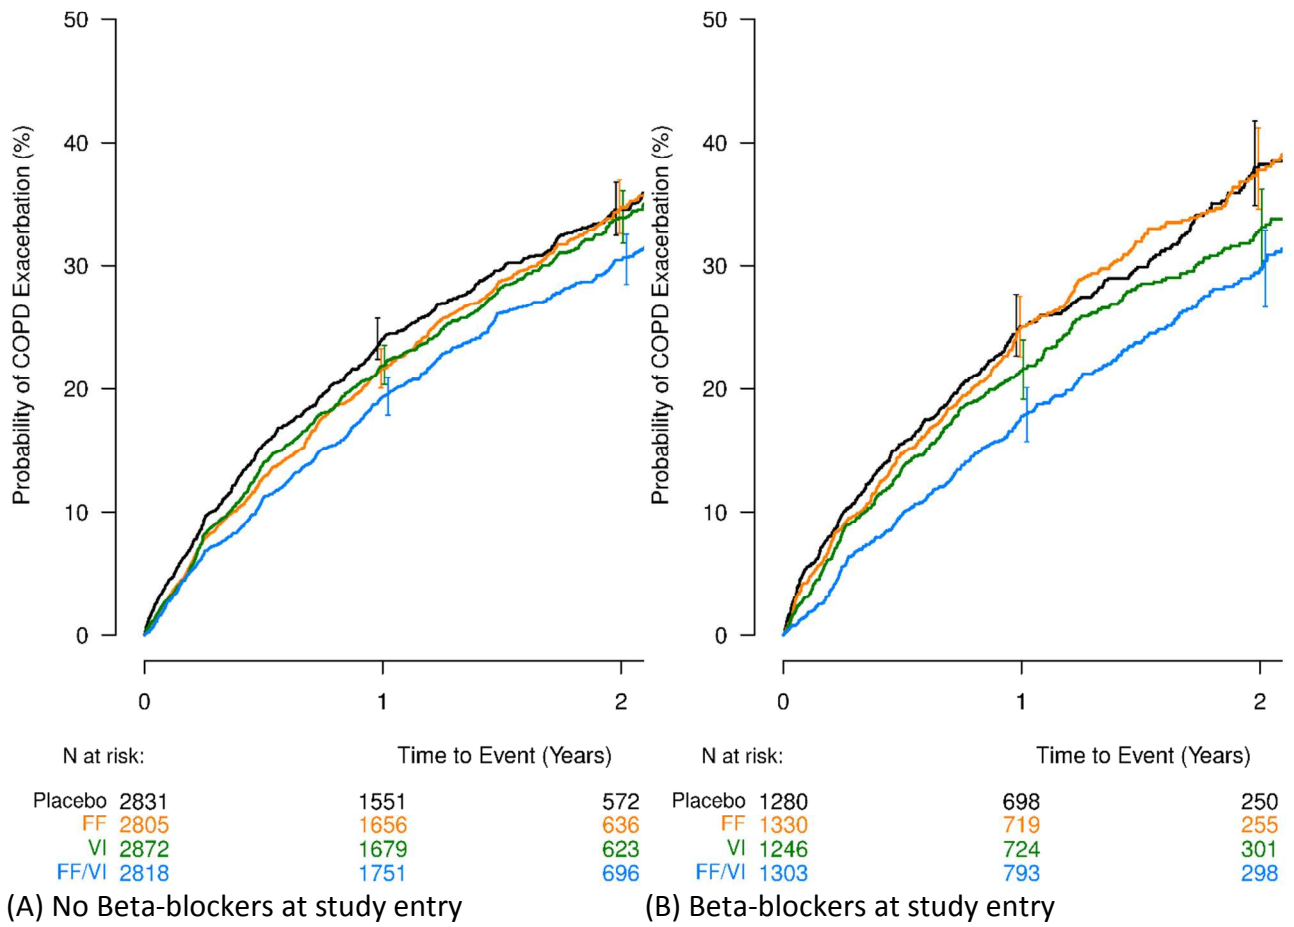 Probability of COPD Exacerbation (%)
50
40
30
20
10
0
0 1 2
Time to Event (Years)
N at risk:
Placebo 2831 1551 572
FF 2805 1656 636
VI 2872 1679 623
FF/VI 2818 1751 696
(A) No Beta-blockers at study entry
Probability of COPD Exacerbation (%)
50
40
30
20
10
0
0 1 2
Time to Event (Years)
N at risk:
Placebo 1280 698 250
FF 1330 719 255
VI 1246 724 301
FF/VI 1303 793 298
(B) Beta-blockers at study entry